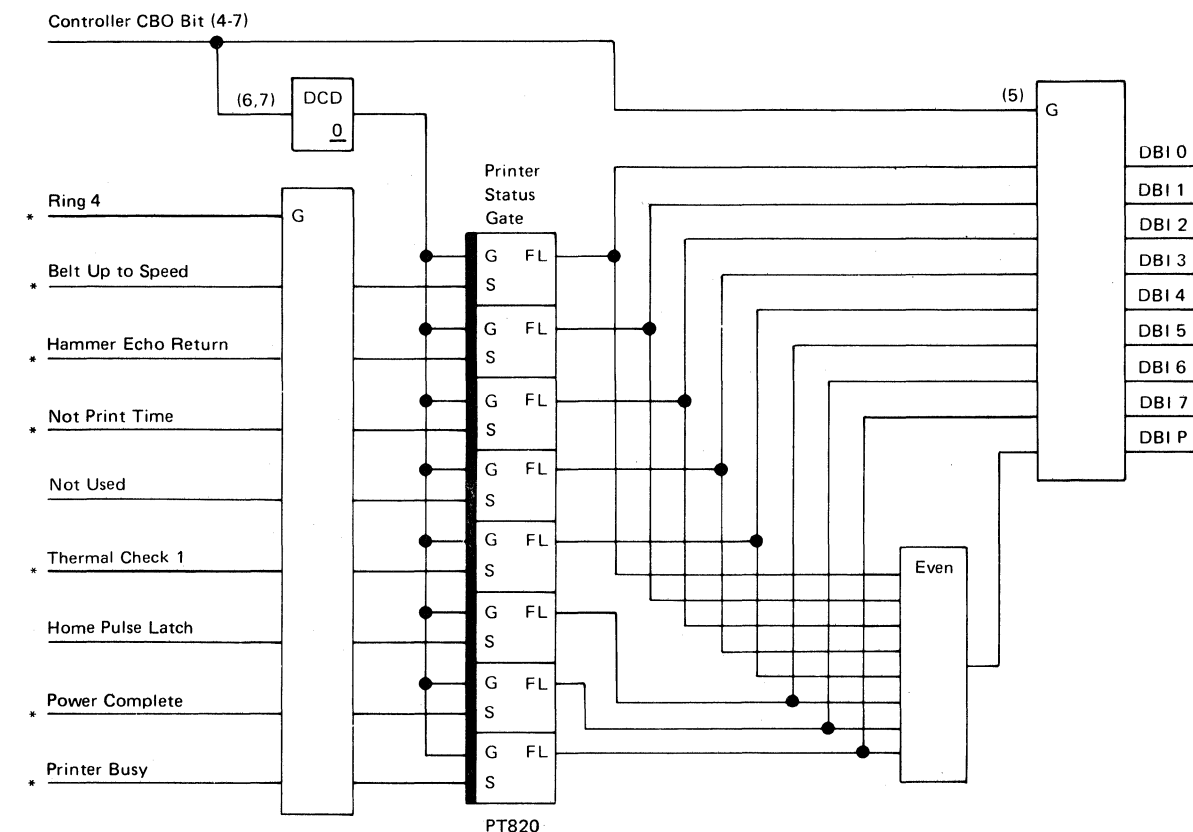 Controller CBO Bit (4-7)
(6,7)
DCD
0
(5)
G
DBI 0
DBI 1
DBI 2
DBI 3
DBI 4
DBI 5
DBI 6
DBI 7
DBI P
Printer
Status
Gate
* Ring 4
G
* Belt Up to Speed
* Hammer Echo Return
* Not Print Time
Not Used
* Thermal Check 1
Home Pulse Latch
* Power Complete
* Printer Busy
G FL
S
G FL
S
G FL
S
G FL
S
G FL
S
G FL
S
G FL
S
G FL
S
PT820
Even